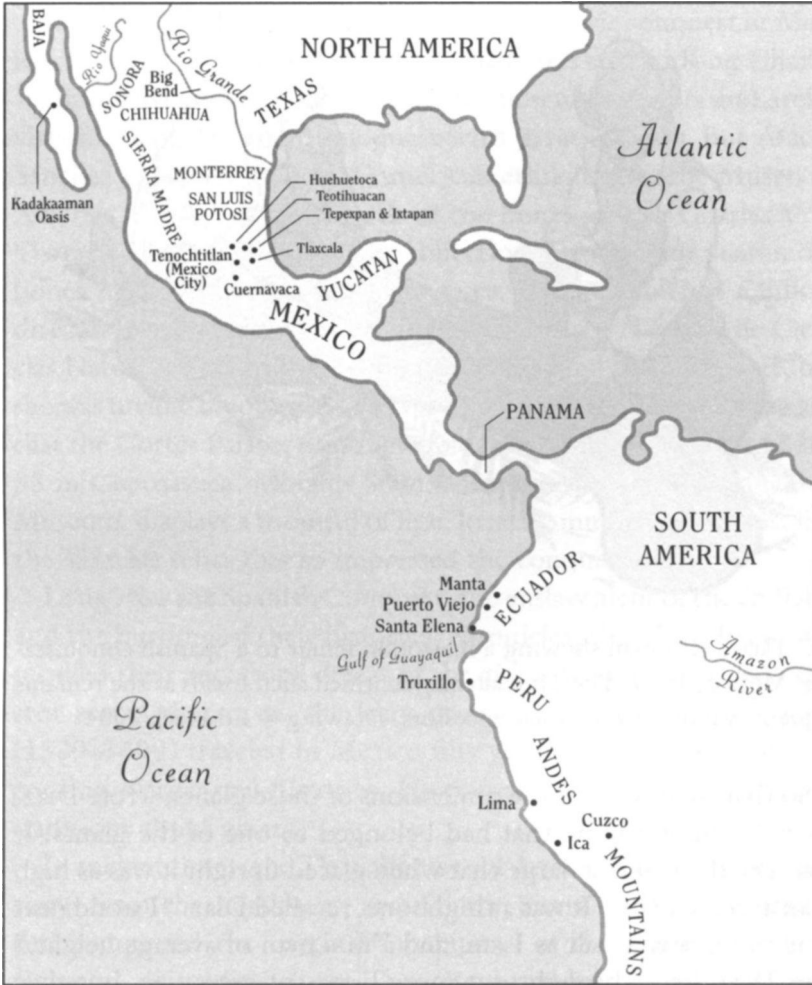 BAJA
Rio Yaqui
SONORA
Rio Grande
Big
Bend
CHIHUAHUA
NORTH AMERICA
TEXAS
Atlantic
Ocean
Kadakaaman
Oasis
SIERRA MADRE
MONTERREY
SAN LUIS
POTOSI
Huehuetoca
Teotihuacan
Tepexpan & Ixtapan
Tlaxcala
Tenochtitlan
(Mexico
City)
Cuernavaca
YUCATAN
MEXICO
PANAMA
SOUTH
AMERICA
Manta
Puerto Viejo
Santa Elena
ECUADOR
Gulf of Guayaquil
Truxillo
PERU
Amazon
River
Pacific
Ocean
ANDES
MOUNTAINS
Lima
Cuzco
Ica